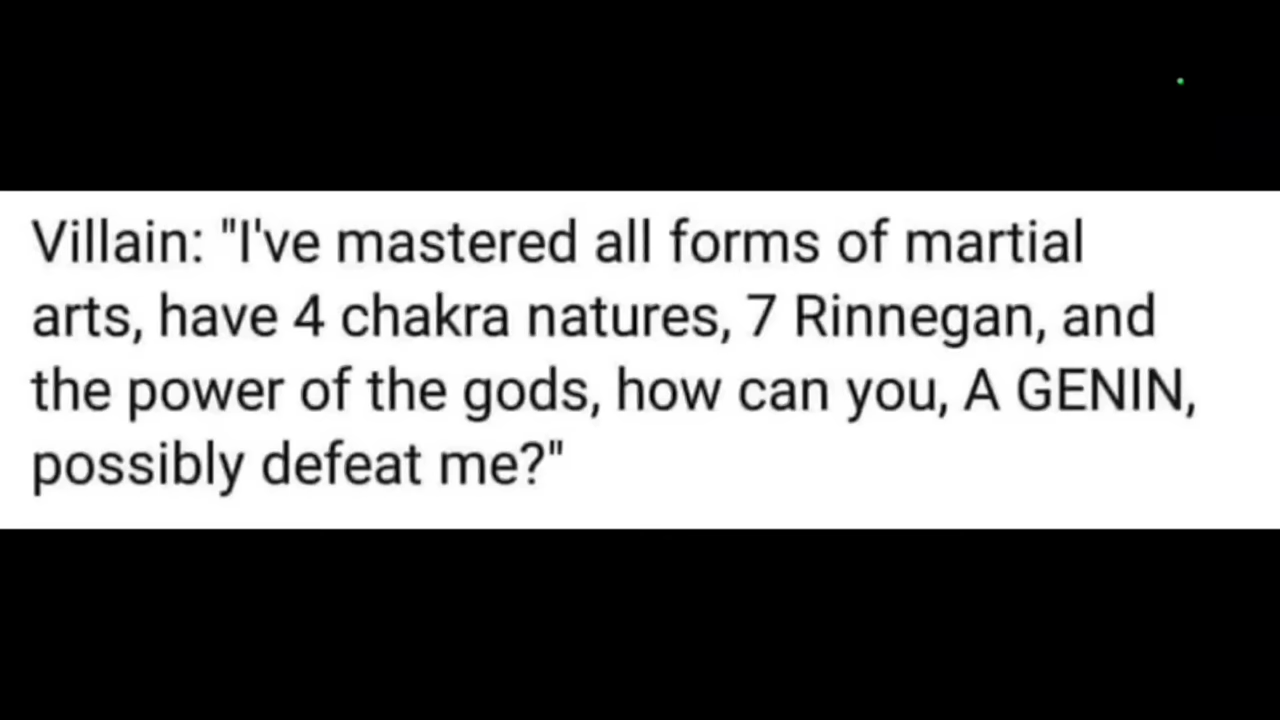 Villain: "I've mastered all forms of martial
arts, have 4 chakra natures, 7 Rinnegan, and
the power of the gods, how can you, A GENIN,
possibly defeat me?"